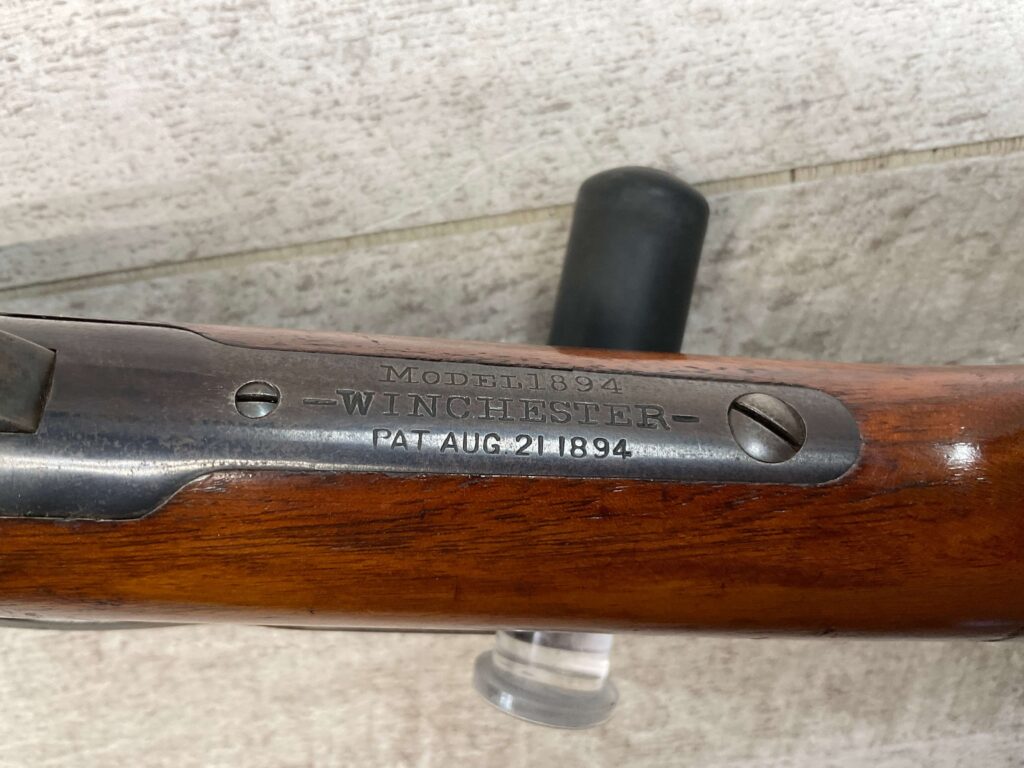 MODEL 1894
-WINCHESTER-
PAT AUG. 21 1894